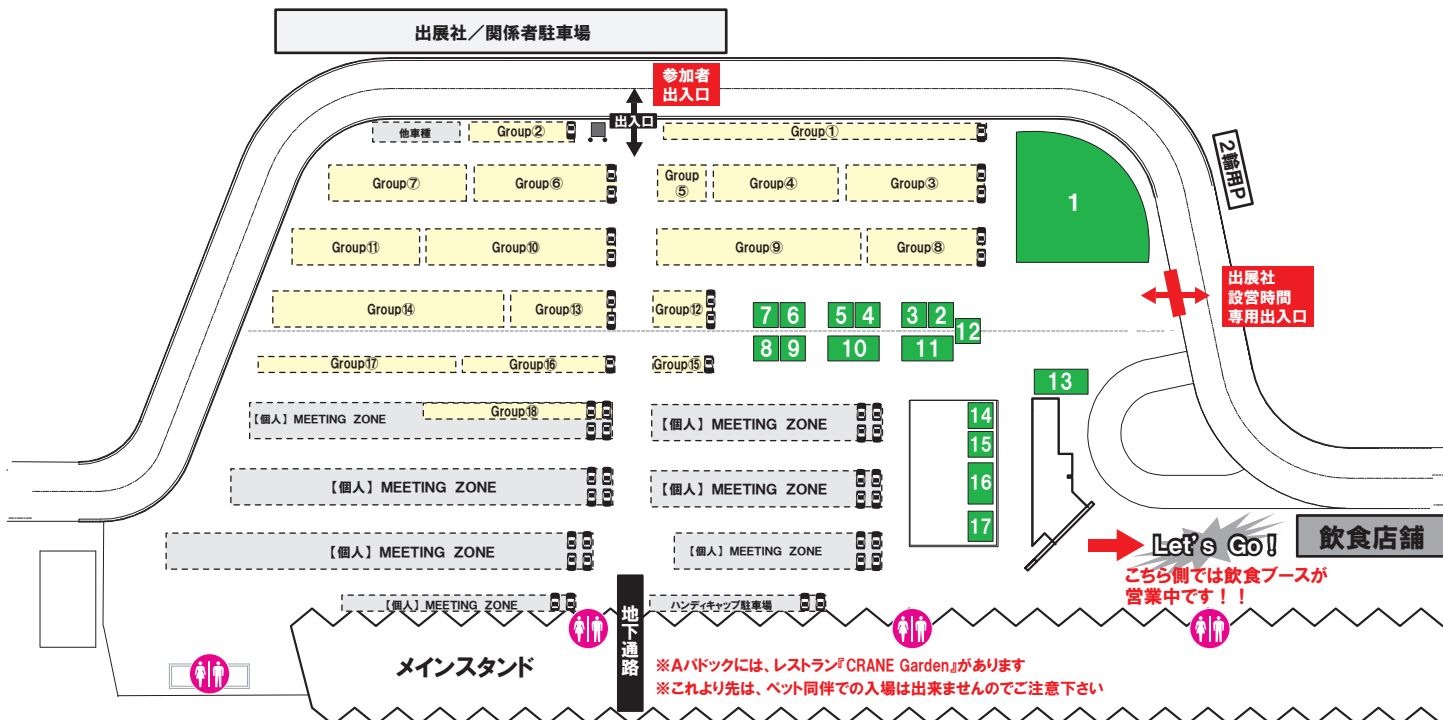 出展社／関係者駐車場
参加者
出入口
出入口
他車種
Group②
Group①
2輪用P
Group⑦
Group⑥
Group
⑤
Group④
Group③
1
Group⑪
Group⑩
Group⑨
Group⑧
出展社
設営時間
専用出入口
Group⑭
Group⑬
Group⑫
7
6
5
4
3
2
12
8
9
10
11
Group⑰
Group⑯
Group⑮
13
【個人】MEETING ZONE
Group⑱
【個人】MEETING ZONE
14
15
【個人】MEETING ZONE
【個人】MEETING ZONE
16
17
【個人】MEETING ZONE
【個人】MEETING ZONE
Let's Go!
飲食店舗
こちら側では飲食ブースが
営業中です！！
【個人】MEETING ZONE
ハンディキャップ駐車場
地下通路
メインスタンド
※Aパドックには、レストラン『CRANE Garden』があります
※これより先は、ペット同伴での入場は出来ませんのでご注意下さい